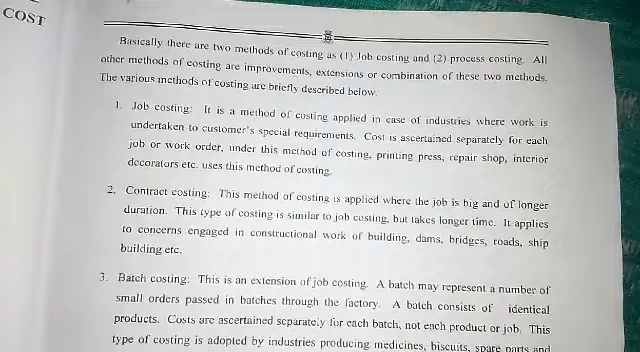 COST
Basically there are two methods of costing as (1) Job costing and (2) process costing. All
other methods of costing are improvements, extensions or combination of these two methods.
The various methods of costing are briefly described below.
1. Job costing: It is a method of costing applied in case of industries where work is
undertaken to customer's special requirements. Cost is ascertained separately for each
job or work order, under this method of costing, printing press, repair shop, interior
decorators etc. uses this method of costing.
2. Contract costing: This method of costing is applied where the job is big and of longer
duration. This type of costing is similar to job costing, but takes longer time. It applies
to concerns engaged in constructional work of building, dams, bridges, roads, ship
building etc.
3. Batch costing: This is an extension of job costing. A batch may represent a number of
small orders passed in batches through the factory. A batch consists of identical
products. Costs are ascertained separately for each batch, not each product or job. This
type of costing is adopted by industries producing medicines, biscuits, spare parts and